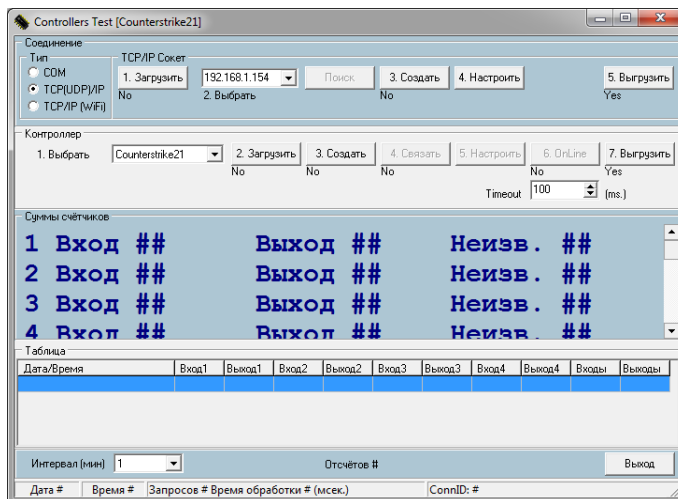 Controllers Test [Counterstrike21]
Соединение
Тип
TCP/IP Сокет
COM
TCP(UDP)/IP
TCP/IP (WiFi)
1. Загрузить
192.168.1.154
Поиск
3. Создать
4. Настроить
5. Выгрузить
No
2. Выбрать
No
Yes
Контроллер
1. Выбрать
Counterstrike21
2. Загрузить
3. Создать
4. Связать
5. Настроить
6. OnLine
7. Выгрузить
No
No
No
No
Yes
Timeout
100
(ms.)
Суммы счётчиков
1 Вход ## Выход ## Неизв. ##
2 Вход ## Выход ## Неизв. ##
3 Вход ## Выход ## Неизв. ##
4 Вход ## Выход ## Неизв. ##
Таблица
Дата/Время Вход1 Выход1 Вход2 Выход2 Вход3 Выход3 Вход4 Выход4 Входы Выходы
Интервал (мин)
1
Отсчётов #
Выход
Дата # Время # Запросов # Время обработки # (мсек.) ConnID: #